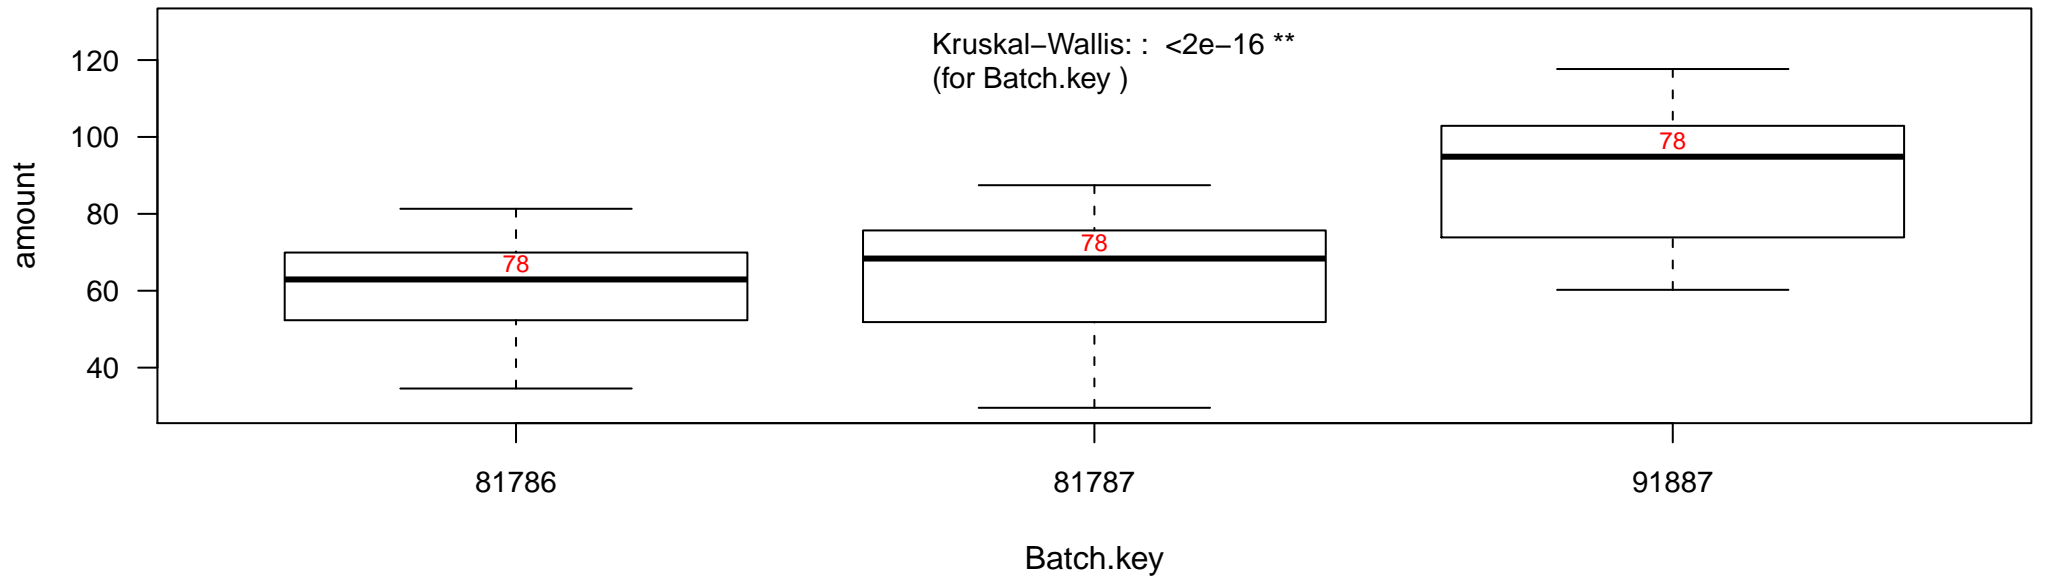 Kruskal−Wallis: :  <2e−16 **
(for Batch.key )
120
100
80
60
40
amount
78
78
78
81786
81787
91887
Batch.key